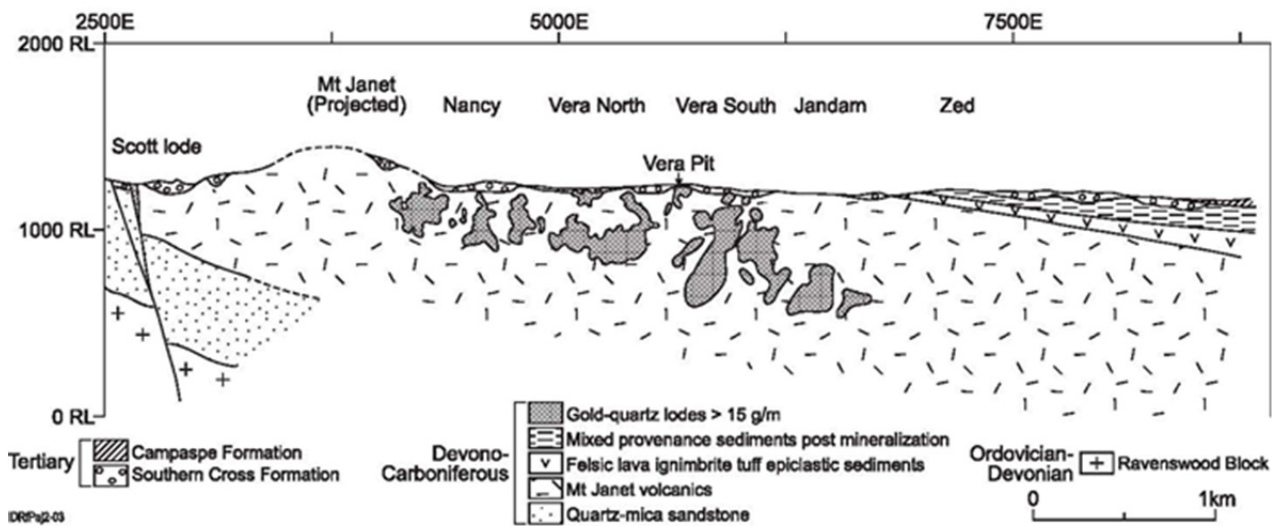 2500E 5000E 7500E
2000 RL
Mt Janet
(Projected)
Nancy Vera North Vera South Jandam Zed
Scott lode
Vera Pit
1000 RL
0 RL
Tertiary
Campaspe Formation
Southern Cross Formation
Devono-
Carboniferous
Gold-quartz lodes > 15 g/m
Mixed provenance sediments post mineralization
Felsic lava ignimbrite tuff epiclastic sediments
Mt Janet volcanics
Quartz-mica sandstone
Ordovician-
Devonian
Ravenswood Block
0 1km